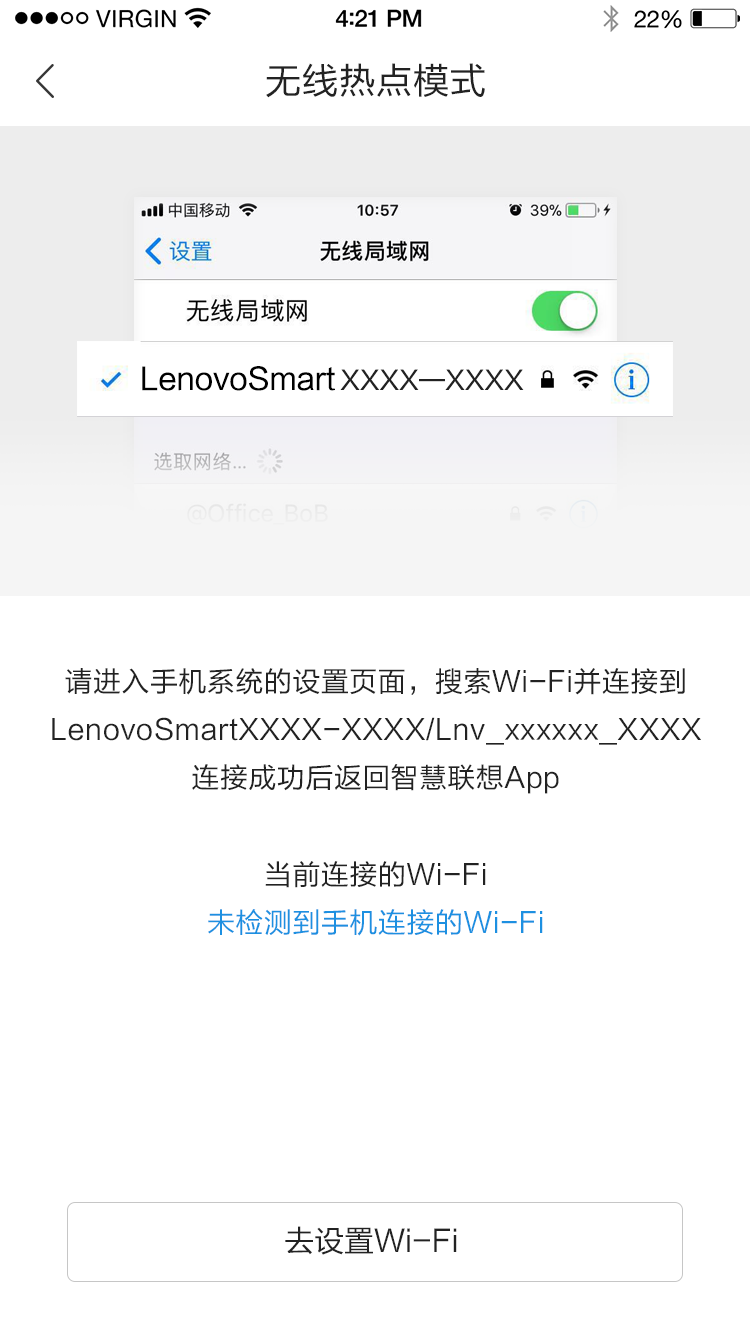 VIRGIN 4:21 PM 22%
无线热点模式
中国移动 10:57 39%
设置 无线局域网
无线局域网
LenovoSmart XXXX—XXXX
选取网络...
@Office_BoB
请进入手机系统的设置页面，搜索Wi-Fi并连接到
LenovoSmartXXXX-XXXX/Lnv_xxxxxx_XXXX
连接成功后返回智慧联想App
当前连接的Wi-Fi
未检测到手机连接的Wi-Fi
去设置Wi-Fi